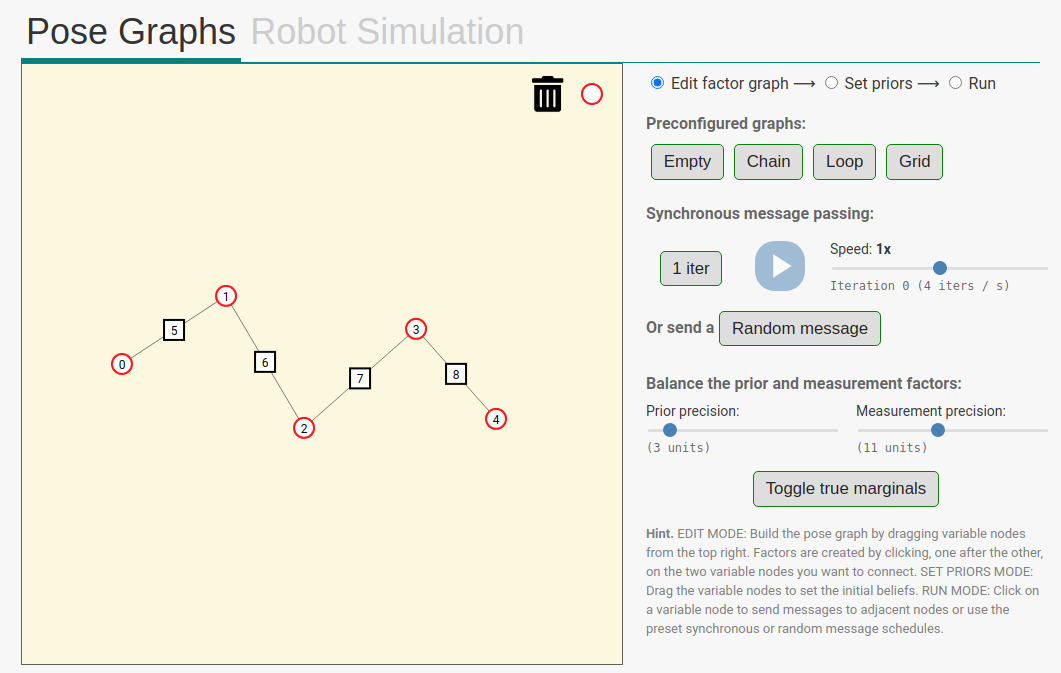 Pose Graphs Robot Simulation
Edit factor graph ⟶ Set priors ⟶ Run
Preconfigured graphs:
Empty Chain Loop Grid
Synchronous message passing:
1 iter
Speed: 1x
Iteration 0 (4 iters / s)
Or send a Random message
Balance the prior and measurement factors:
Prior precision: Measurement precision:
(3 units) (11 units)
Toggle true marginals
Hint. EDIT MODE: Build the pose graph by dragging variable nodes
from the top right. Factors are created by clicking, one after the other,
on the two variable nodes you want to connect. SET PRIORS MODE:
Drag the variable nodes to set the initial beliefs. RUN MODE: Click on
a variable node to send messages to adjacent nodes or use the
preset synchronous or random message schedules.
0
5
1
6
2
7
3
8
4